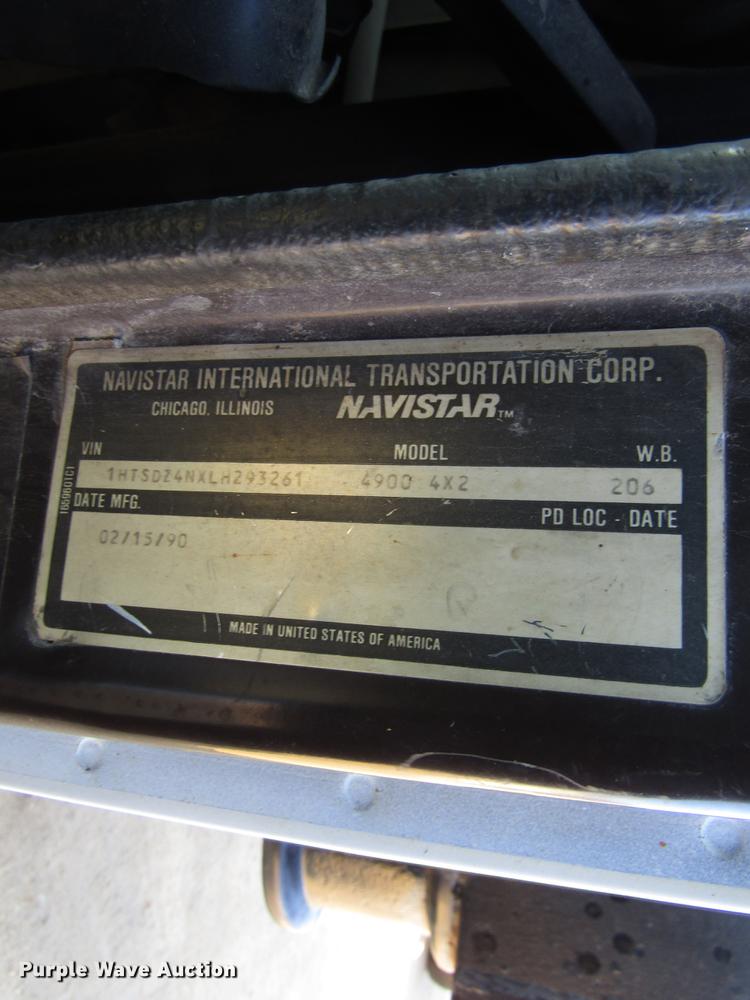 NAVISTAR INTERNATIONAL TRANSPORTATION CORP.
CHICAGO, ILLINOIS NAVISTAR™
VIN MODEL W.B.
1HTSDZ4NXLH293261 4900 4X2 206
DATE MFG. PD LOC - DATE
02/15/90
MADE IN UNITED STATES OF AMERICA
Purple Wave Auction